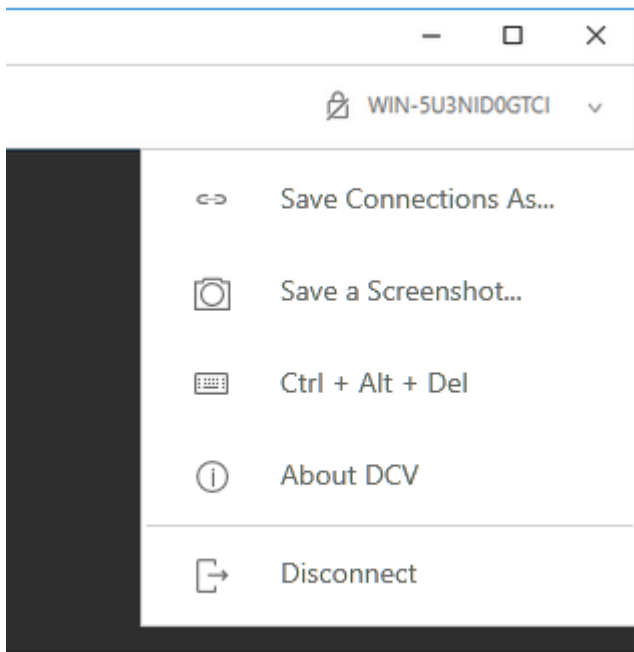 WIN-5U3NID0GTCI
Save Connections As...
Save a Screenshot...
Ctrl + Alt + Del
About DCV
Disconnect